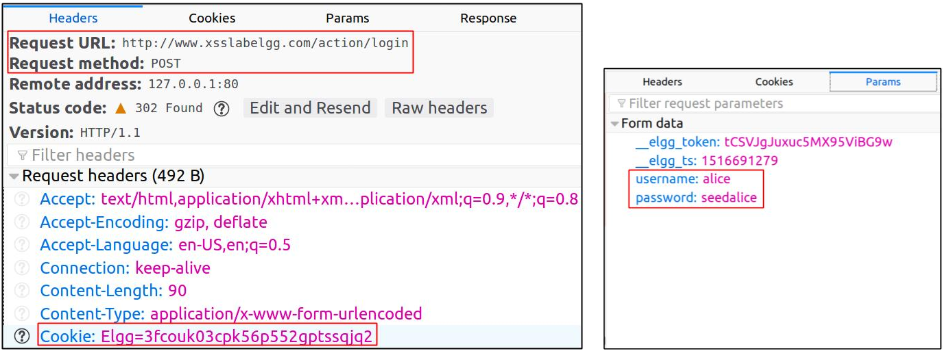 Headers Cookies Params Response
Request URL: http://www.xsslabelgg.com/action/login
Request method: POST
Remote address: 127.0.0.1:80
Status code: 302 Found Edit and Resend Raw headers
Version: HTTP/1.1
Filter headers
Request headers (492 B)
Accept: text/html,application/xhtml+xm…plication/xml;q=0.9,*/*;q=0.8
Accept-Encoding: gzip, deflate
Accept-Language: en-US,en;q=0.5
Connection: keep-alive
Content-Length: 90
Content-Type: application/x-www-form-urlencoded
Cookie: Elgg=3fcouk03cpk56p552gptssqjq2
Headers Cookies Params
Filter request parameters
Form data
__elgg_token: tCSVJgJuxuc5MX95ViBG9w
__elgg_ts: 1516691279
username: alice
password: seedalice